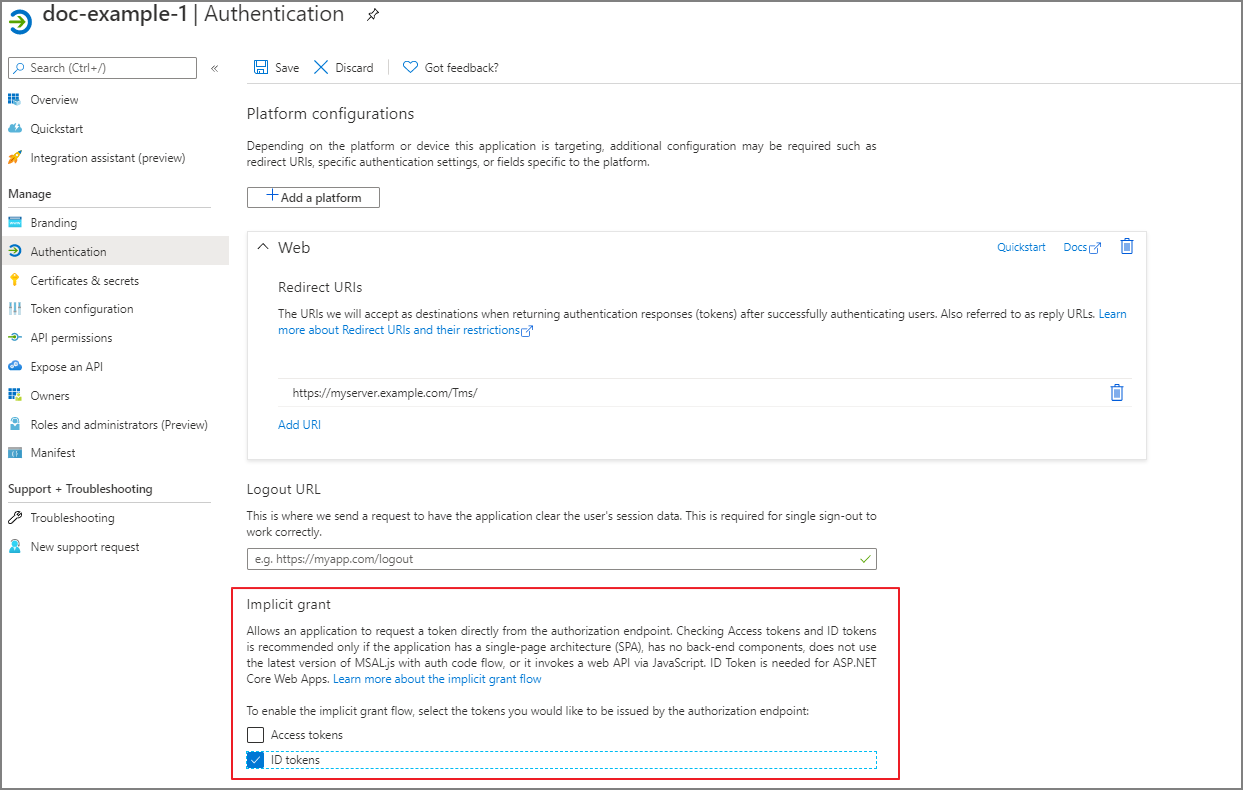 doc-example-1 | Authentication
Search (Ctrl+/)
«
Overview
Quickstart
Integration assistant (preview)
Manage
Branding
Authentication
Certificates & secrets
Token configuration
API permissions
Expose an API
Owners
Roles and administrators (Preview)
Manifest
Support + Troubleshooting
Troubleshooting
New support request
Save
Discard
Got feedback?
Platform configurations
Depending on the platform or device this application is targeting, additional configuration may be required such as
redirect URIs, specific authentication settings, or fields specific to the platform.
Add a platform
Web
Quickstart
Docs
Redirect URIs
The URIs we will accept as destinations when returning authentication responses (tokens) after successfully authenticating users. Also referred to as reply URLs. Learn
more about Redirect URIs and their restrictions
https://myserver.example.com/Tms/
Add URI
Logout URL
This is where we send a request to have the application clear the user's session data. This is required for single sign-out to
work correctly.
e.g. https://myapp.com/logout
Implicit grant
Allows an application to request a token directly from the authorization endpoint. Checking Access tokens and ID tokens
is recommended only if the application has a single-page architecture (SPA), has no back-end components, does not use
the latest version of MSAL.js with auth code flow, or it invokes a web API via JavaScript. ID Token is needed for ASP.NET
Core Web Apps. Learn more about the implicit grant flow
To enable the implicit grant flow, select the tokens you would like to be issued by the authorization endpoint:
Access tokens
ID tokens